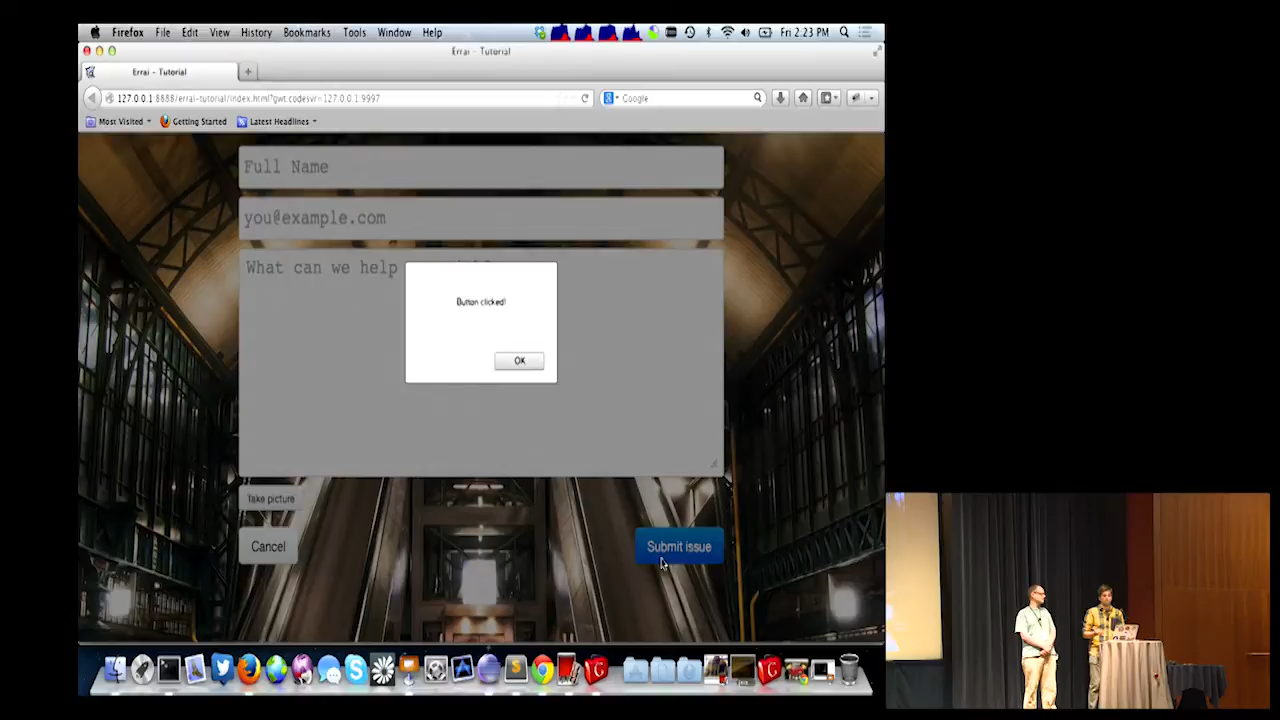 Firefox File Edit View History Bookmarks Tools Window Help Fri 2:23 PM
Errai - Tutorial
Errai - Tutorial
127.0.0.1:8888/errai-tutorial/index.html?gwt.codesvr=127.0.0.1:9997 Google
Most Visited Getting Started Latest Headlines
Full Name
you@example.com
What can we help
Button clicked!
OK
Take picture
Cancel Submit issue